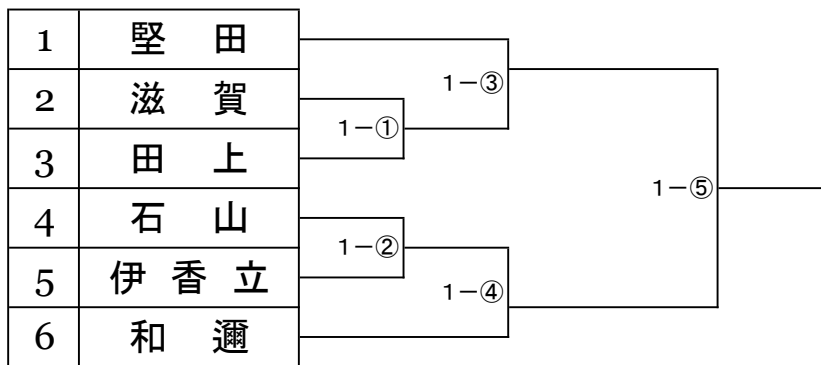 1 堅 田
2 滋 賀
3 田 上
4 石 山
5 伊 香 立
6 和 邇
1－①
1－②
1－③
1－④
1－⑤